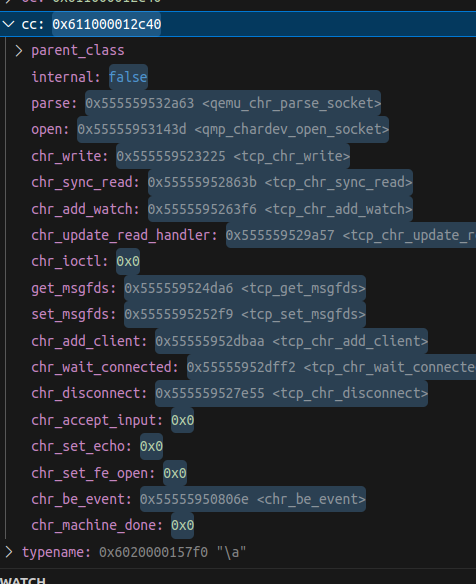 cc: 0x611000012c40
parent_class
internal: false
parse: 0x555559532a63 <qemu_chr_parse_socket>
open: 0x55555953143d <qmp_chardev_open_socket>
chr_write: 0x555559523225 <tcp_chr_write>
chr_sync_read: 0x55555952863b <tcp_chr_sync_read>
chr_add_watch: 0x5555595263f6 <tcp_chr_add_watch>
chr_update_read_handler: 0x555559529a57 <tcp_chr_update_r
chr_ioctl: 0x0
get_msgfds: 0x555559524da6 <tcp_get_msgfds>
set_msgfds: 0x5555595252f9 <tcp_set_msgfds>
chr_add_client: 0x55555952dbaa <tcp_chr_add_client>
chr_wait_connected: 0x55555952dff2 <tcp_chr_wait_connecte
chr_disconnect: 0x555559527e55 <tcp_chr_disconnect>
chr_accept_input: 0x0
chr_set_echo: 0x0
chr_set_fe_open: 0x0
chr_be_event: 0x55555950806e <chr_be_event>
chr_machine_done: 0x0
typename: 0x6020000157f0 "\a"
WATCH